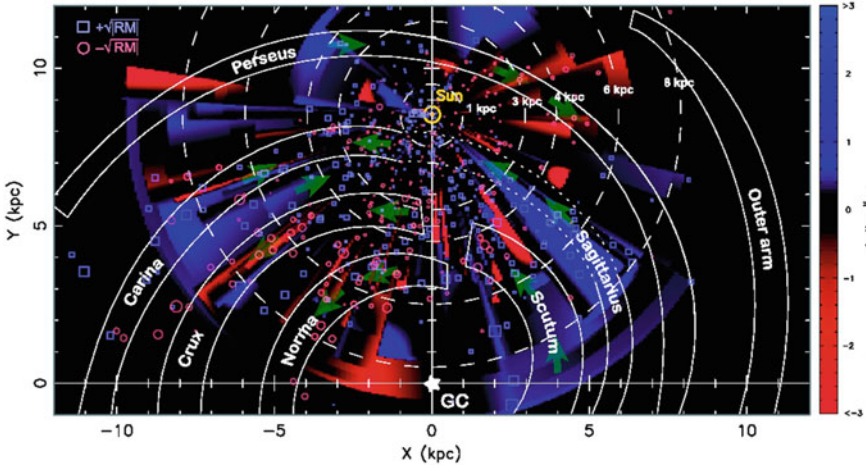 +√|RM|
−√|RM|
Perseus
Sun
1 kpc
3 kpc
4 kpc
6 kpc
8 kpc
Outer arm
Carina
Crux
Norma
Scutum
Sagittarius
GC
Y (kpc)
10
5
0
-10
-5
0
5
10
X (kpc)
>3
2
1
0
-1
-2
<-3